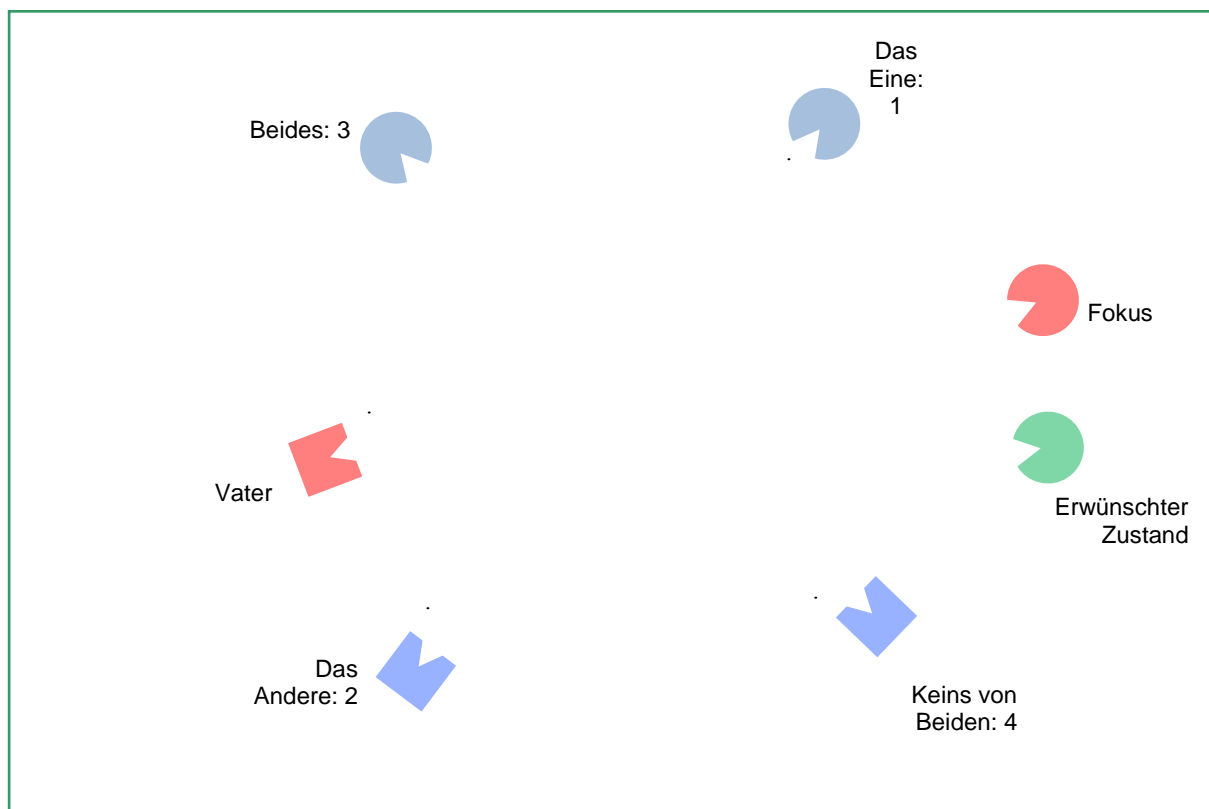 Das
Eine:
1
Beides: 3
Fokus
Vater
Erwünschter
Zustand
Das
Andere: 2
Keins von
Beiden: 4